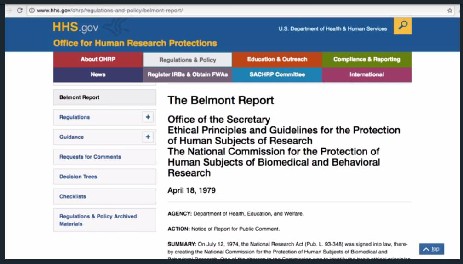 www.hhs.gov/ohrp/regulations-and-policy/belmont-report/
HHS.gov
U.S. Department of Health & Human Services
Office for Human Research Protections
About OHRP
Regulations & Policy
Education & Outreach
Compliance & Reporting
News
Register IRBs & Obtain FWAs
SACHRP Committee
International
Belmont Report
Regulations +
Guidance +
Requests for Comments
Decision Trees
Checklists
Regulations & Policy Archived
Materials
The Belmont Report
Office of the Secretary
Ethical Principles and Guidelines for the Protection
of Human Subjects of Research
The National Commission for the Protection of
Human Subjects of Biomedical and Behavioral
Research
April 18, 1979
AGENCY: Department of Health, Education, and Welfare.
ACTION: Notice of Report for Public Comment.
SUMMARY: On July 12, 1974, the National Research Act (Pub. L. 93-348) was signed into law, there-
by creating the National Commission for the Protection of Human Subjects of Biomedical and
top